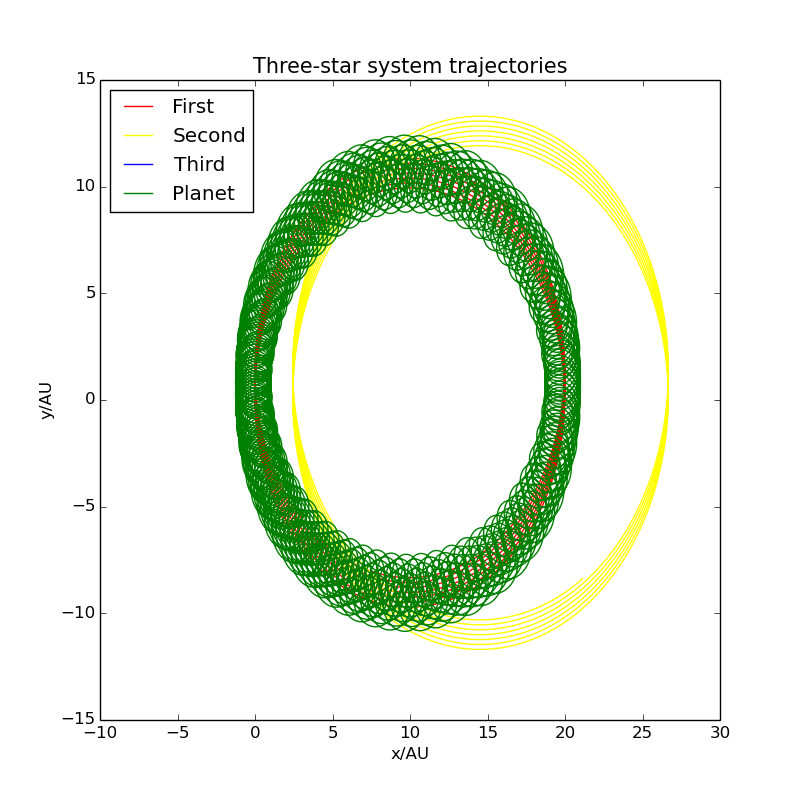 Three-star system trajectories
First
Second
Third
Planet
15
10
5
0
−5
−10
−15
y/AU
−10 −5 0 5 10 15 20 25 30
x/AU